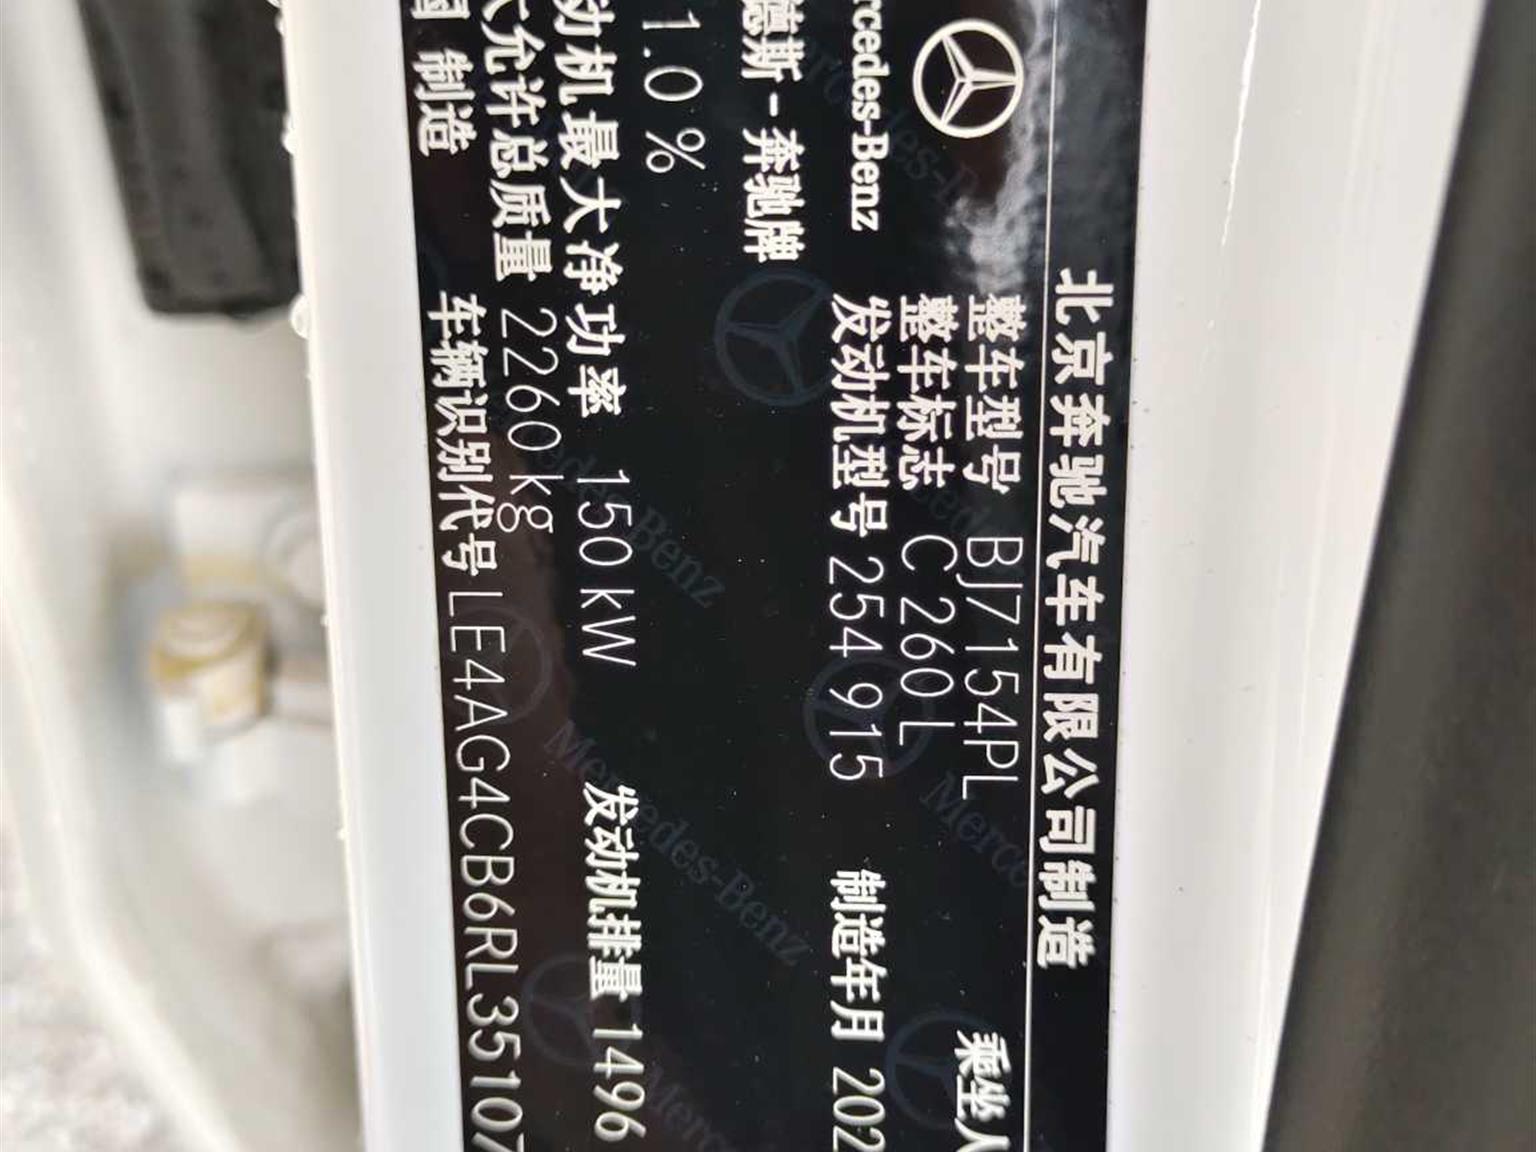 北京奔驰汽车有限公司制造
Mercedes-Benz 整车型号 BJ7154PL 乘坐人
整车标志 C 260 L
德斯-奔驰牌 发动机型号 254 915 制造年月 202
1.0 %
动机最大净功率 150 kW 发动机排量 1496
允许总质量 2260 kg
国 制造 车辆识别代号 LE4AG4CB6RL35107